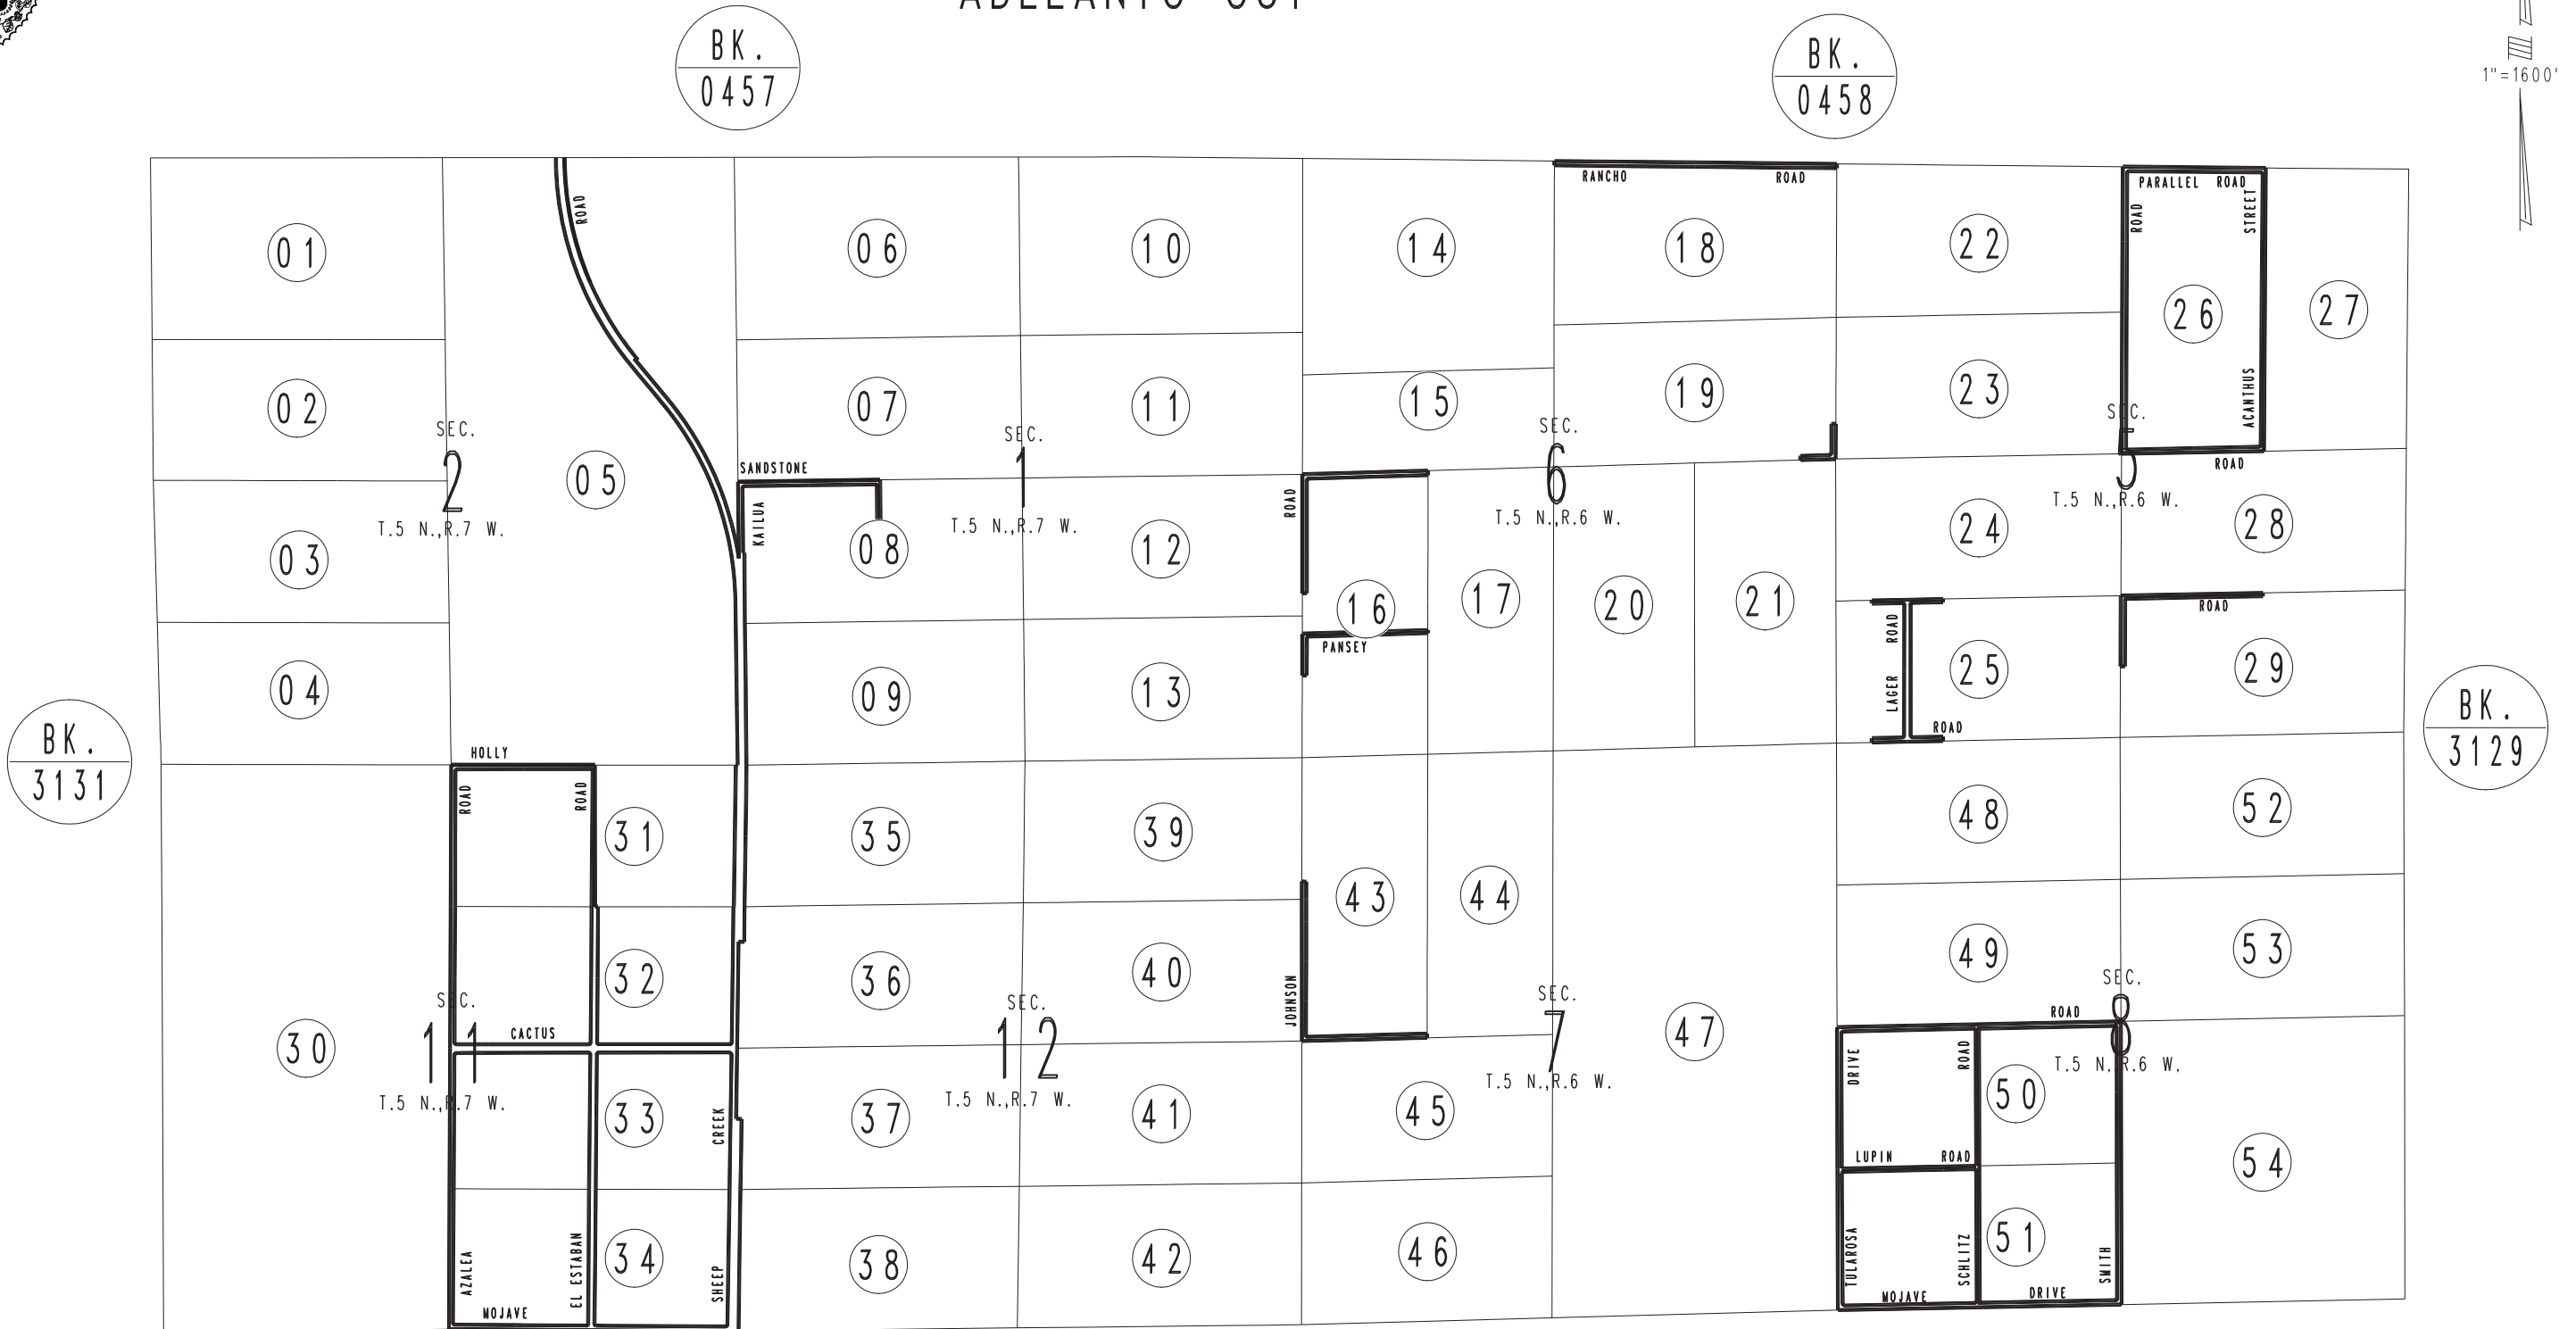 BK.
0457
BK.
0458
1"=1600'
RANCHO ROAD
PARALLEL ROAD
ROAD
ROAD
STREET
01
06
10
14
18
22
26
27
02
07
11
15
19
23
ACANTHUS
SEC.
2
T.5 N.,R.7 W.
05
SANDSTONE
KAILUA
SEC.
1
T.5 N.,R.7 W.
ROAD
SEC.
6
T.5 N.,R.6 W.
SEC.
5
T.5 N.,R.6 W.
ROAD
03
08
12
16
17
20
21
24
28
PANSEY
ROAD
LAGER ROAD
ROAD
04
09
13
25
29
BK.
3131
BK.
3129
HOLLY
ROAD
ROAD
31
35
39
43
44
48
52
32
36
40
JOHNSON
49
53
30
SEC.
11
T.5 N.,R.7 W.
CACTUS
SEC.
12
T.5 N.,R.7 W.
SEC.
7
T.5 N.,R.6 W.
47
SEC.
8
T.5 N.,R.6 W.
ROAD
DRIVE
ROAD
50
33
CREEK
37
41
45
LUPIN ROAD
54
AZALEA
EL ESTABAN
34
SHEEP
38
42
46
TULAROSA
SCHLITZ
51
SMITH
MOJAVE
MOJAVE DRIVE